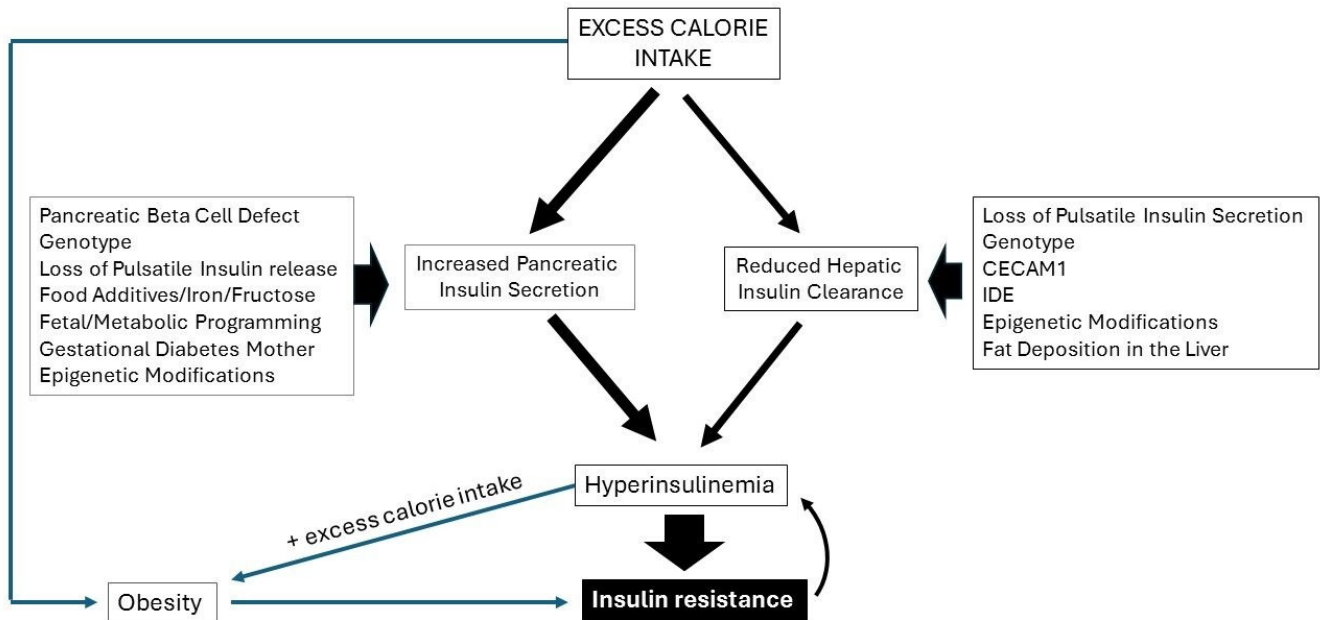 EXCESS CALORIE
INTAKE
Pancreatic Beta Cell Defect
Genotype
Loss of Pulsatile Insulin release
Food Additives/Iron/Fructose
Fetal/Metabolic Programming
Gestational Diabetes Mother
Epigenetic Modifications
Increased Pancreatic
Insulin Secretion
Reduced Hepatic
Insulin Clearance
Loss of Pulsatile Insulin Secretion
Genotype
CECAM1
IDE
Epigenetic Modifications
Fat Deposition in the Liver
Hyperinsulinemia
+ excess calorie intake
Obesity
Insulin resistance